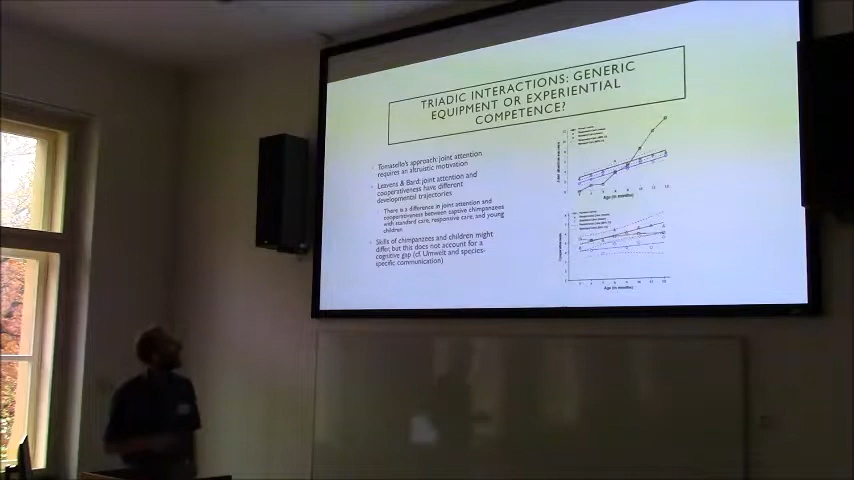 TRIADIC INTERACTIONS: GENERIC
EQUIPMENT OR EXPERIENTIAL
COMPETENCE?
Tomasello's approach: joint attention
requires an altruistic motivation
Leavens & Bard: joint attention and
cooperativeness have different
developmental trajectories
There is a difference in joint attention and
cooperativeness between captive chimpanzees
with standard care, responsive care, and young
children
Skills of chimpanzees and children might
differ, but this does not account for a
cognitive gap (cf. Umwelt and species-
specific communication)
Age (in months)
Age (in months)